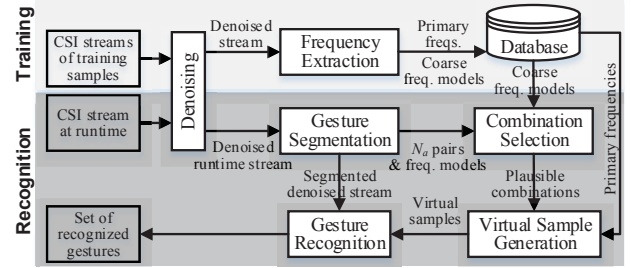 Training
CSI streams
of training
samples
Denoising
Denoised
stream
Frequency
Extraction
Primary
freqs.
Coarse
freq. models
Database
Coarse
freq. models
Primary frequencies
Recognition
CSI stream
at runtime
Denoised
runtime stream
Gesture
Segmentation
Nₐ pairs
& freq. models
Combination
Selection
Segmented
denoised stream
Plausible
combinations
Set of
recognized
gestures
Gesture
Recognition
Virtual
samples
Virtual Sample
Generation